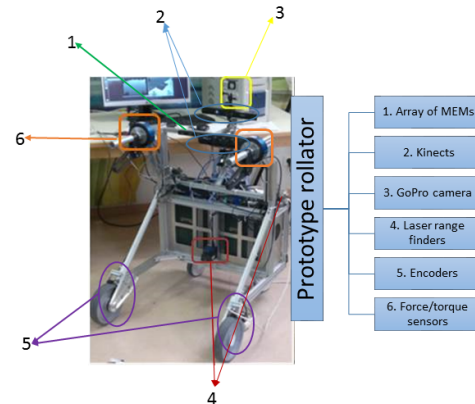 3
2
1
6
5
4
Prototype rollator
1. Array of MEMs
2. Kinects
3. GoPro camera
4. Laser range
finders
5. Encoders
6. Force/torque
sensors